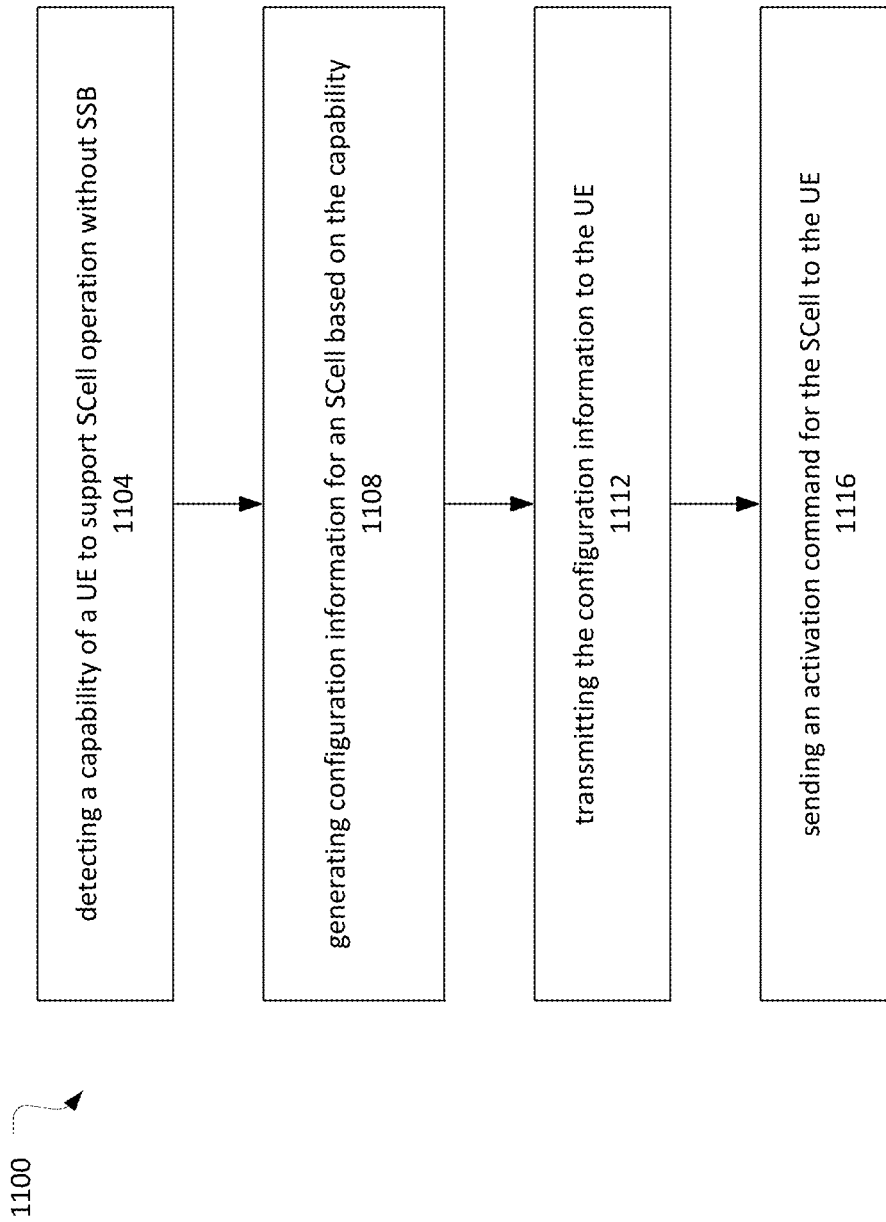 1100
detecting a capability of a UE to support SCell operation without SSB
1104
generating configuration information for an SCell based on the capability
1108
transmitting the configuration information to the UE
1112
sending an activation command for the SCell to the UE
1116